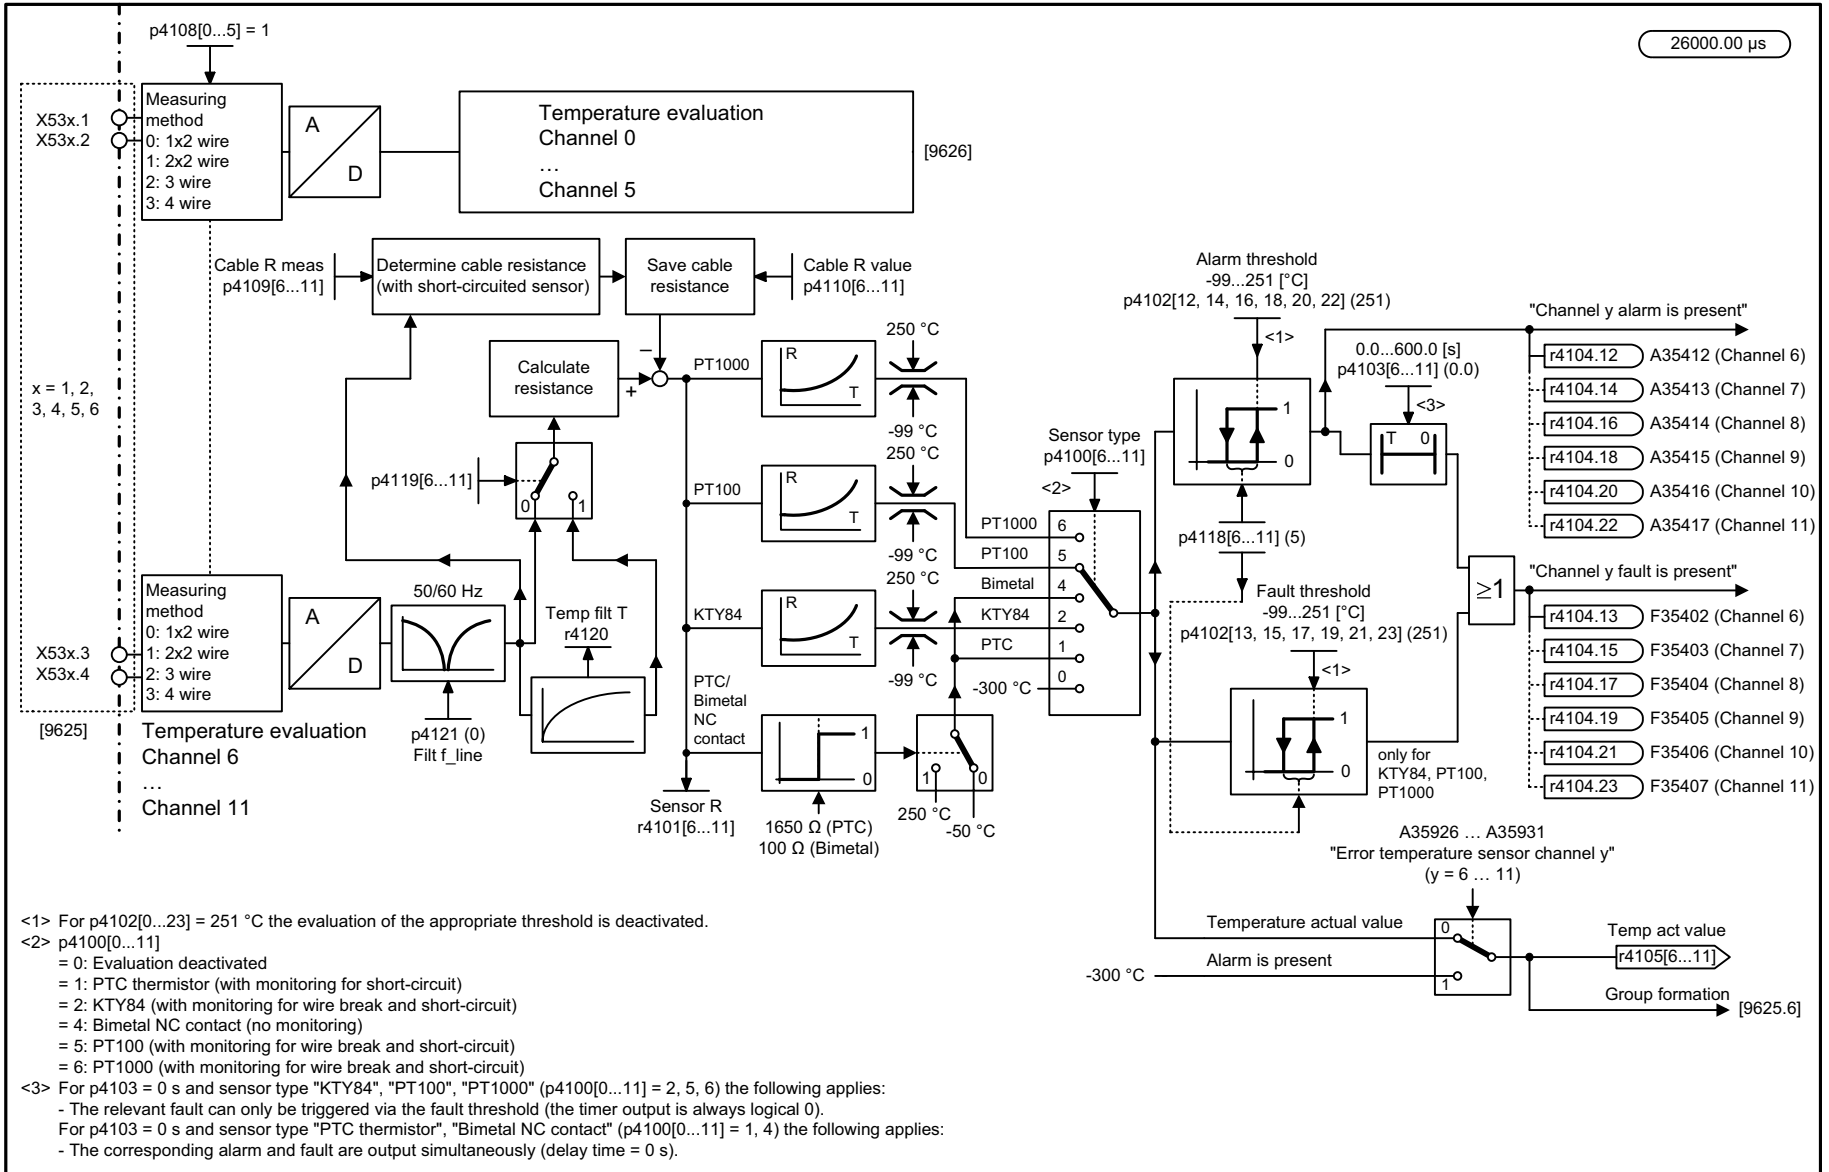 p4108[0...5] = 1
26000.00 µs
X53x.1
X53x.2
Measuring
method
0: 1x2 wire
1: 2x2 wire
2: 3 wire
3: 4 wire
A
D
Temperature evaluation
Channel 0
...
Channel 5
[9626]
Cable R meas
p4109[6...11]
Determine cable resistance
(with short-circuited sensor)
Save cable
resistance
Cable R value
p4110[6...11]
Alarm threshold
-99...251 [°C]
p4102[12, 14, 16, 18, 20, 22] (251)
<1>
"Channel y alarm is present"
0.0...600.0 [s]
p4103[6...11] (0.0)
<3>
r4104.12 A35412 (Channel 6)
r4104.14 A35413 (Channel 7)
r4104.16 A35414 (Channel 8)
r4104.18 A35415 (Channel 9)
r4104.20 A35416 (Channel 10)
r4104.22 A35417 (Channel 11)
x = 1, 2,
3, 4, 5, 6
Calculate
resistance
–
+
PT1000
R
T
250 °C
-99 °C
p4119[6...11]
0
1
PT100
R
T
250 °C
-99 °C
Sensor type
p4100[6...11]
<2>
1
0
T 0
PT1000 6
PT100 5
Bimetal 4
KTY84 2
PTC 1
-300 °C 0
p4118[6...11] (5)
Fault threshold
-99...251 [°C]
p4102[13, 15, 17, 19, 21, 23] (251)
<1>
≥1
"Channel y fault is present"
r4104.13 F35402 (Channel 6)
r4104.15 F35403 (Channel 7)
r4104.17 F35404 (Channel 8)
r4104.19 F35405 (Channel 9)
r4104.21 F35406 (Channel 10)
r4104.23 F35407 (Channel 11)
X53x.3
X53x.4
[9625]
Measuring
method
0: 1x2 wire
1: 2x2 wire
2: 3 wire
3: 4 wire
A
D
50/60 Hz
p4121 (0)
Filt f_line
Temp filt T
r4120
Temperature evaluation
Channel 6
...
Channel 11
KTY84
R
T
250 °C
-99 °C
PTC/
Bimetal
NC
contact
1
0
1650 Ω (PTC)
100 Ω (Bimetal)
1
0
250 °C
-50 °C
Sensor R
r4101[6...11]
1
0
only for
KTY84, PT100,
PT1000
A35926 ... A35931
"Error temperature sensor channel y"
(y = 6 ... 11)
Temperature actual value
0
-300 °C
Alarm is present
1
Temp act value
r4105[6...11]
Group formation
[9625.6]
<1> For p4102[0...23] = 251 °C the evaluation of the appropriate threshold is deactivated.
<2> p4100[0...11]
= 0: Evaluation deactivated
= 1: PTC thermistor (with monitoring for short-circuit)
= 2: KTY84 (with monitoring for wire break and short-circuit)
= 4: Bimetal NC contact (no monitoring)
= 5: PT100 (with monitoring for wire break and short-circuit)
= 6: PT1000 (with monitoring for wire break and short-circuit)
<3> For p4103 = 0 s and sensor type "KTY84", "PT100", "PT1000" (p4100[0...11] = 2, 5, 6) the following applies:
- The relevant fault can only be triggered via the fault threshold (the timer output is always logical 0).
For p4103 = 0 s and sensor type "PTC thermistor", "Bimetal NC contact" (p4100[0...11] = 1, 4) the following applies:
- The corresponding alarm and fault are output simultaneously (delay time = 0 s).